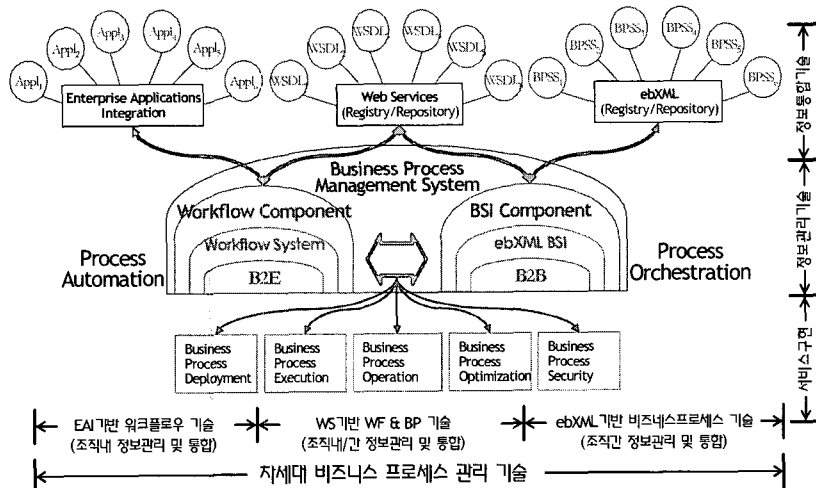 Appl₁
Appl₂
Appl₃
Appl₄
Appl₅
Appl
Enterprise Applications
Integration
WSDL
WSDL
WSDL
WSDL
WSDL
WSDL
Web Services
(Registry/Repository)
BPSS₁
BPSS₂
BPSS₃
BPSS₄
BPSS₅
BPSS
ebXML
(Registry/Repository)
정보통합기술
Business Process
Management System
Workflow Component
Workflow System
B2E
BSI Component
ebXML BSI
B2B
Process
Automation
Process
Orchestration
정보관리기술
Business
Process
Deployment
Business
Process
Execution
Business
Process
Operation
Business
Process
Optimization
Business
Process
Security
서비스구현
EAI기반 워크플로우 기술
(조직내 정보관리 및 통합)
WS기반 WF & BP 기술
(조직내/간 정보관리 및 통합)
ebXML기반 비즈니스프로세스 기술
(조직간 정보관리 및 통합)
차세대 비즈니스 프로세스 관리 기술